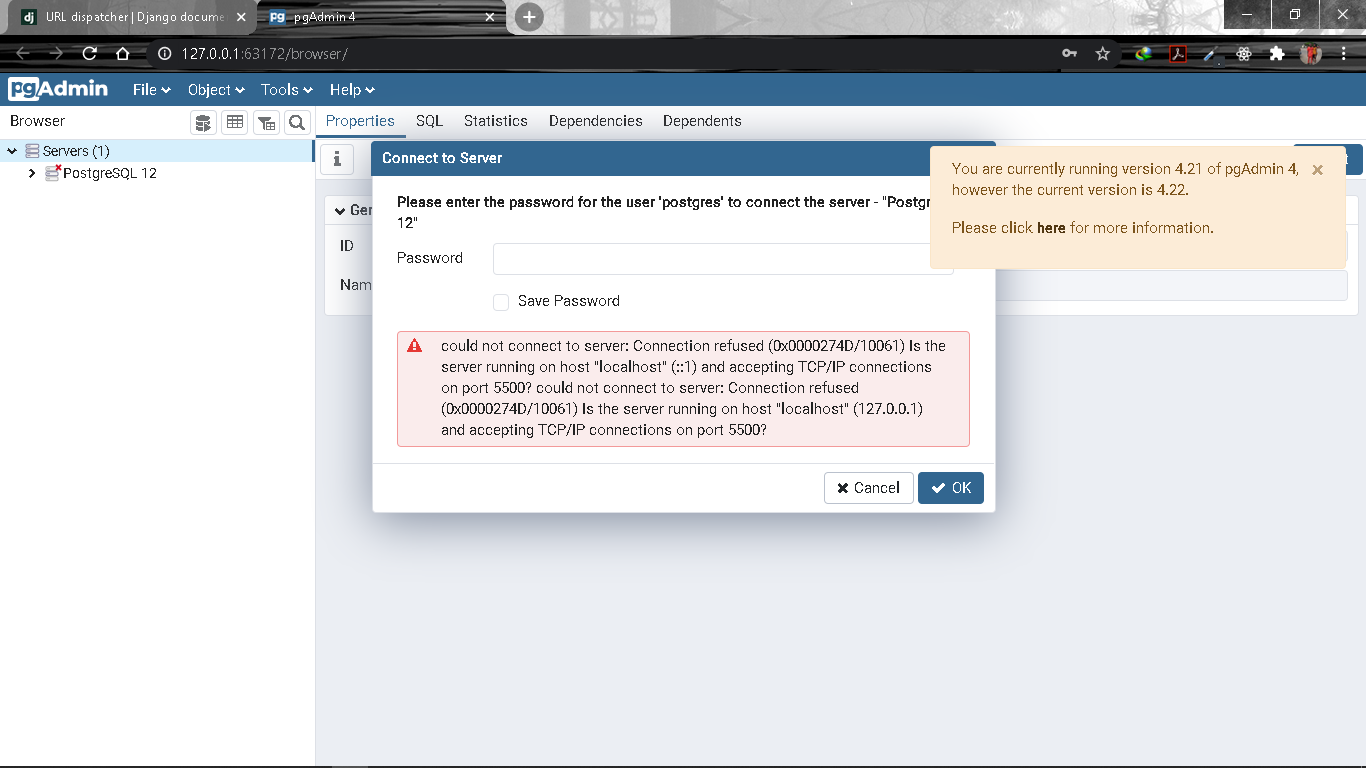 URL dispatcher | Django docume
pgAdmin 4
127.0.0.1:63172/browser/
pgAdmin File Object Tools Help
Browser
Properties SQL Statistics Dependencies Dependents
Servers (1)
PostgreSQL 12
Gen
ID
Nam
Connect to Server
Please enter the password for the user 'postgres' to connect the server - "Postgr
12"
Password
Save Password
could not connect to server: Connection refused (0x0000274D/10061) Is the
server running on host "localhost" (::1) and accepting TCP/IP connections
on port 5500? could not connect to server: Connection refused
(0x0000274D/10061) Is the server running on host "localhost" (127.0.0.1)
and accepting TCP/IP connections on port 5500?
Cancel OK
You are currently running version 4.21 of pgAdmin 4,
however the current version is 4.22.
Please click here for more information.